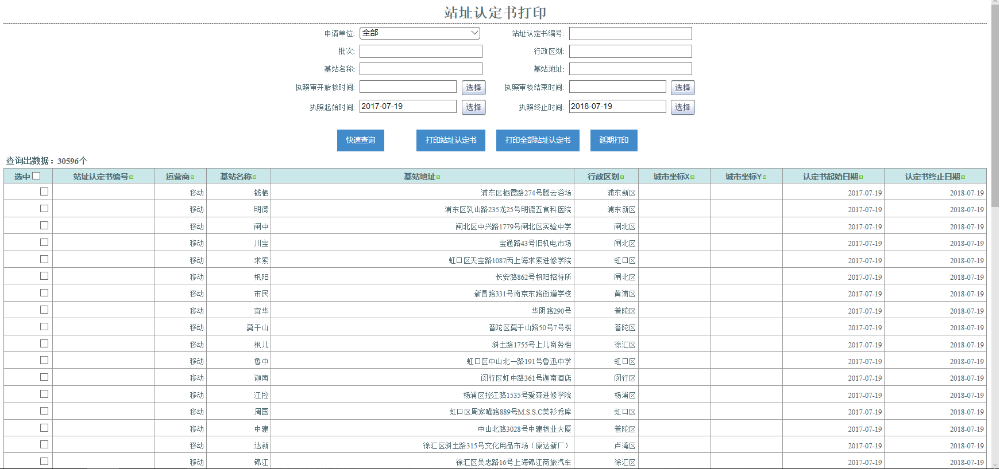 站址认定书打印
申请单位: 全部 站址认定书编号:
批次: 行政区划:
基站名称: 基站地址:
执照审开始核时间: 选择 执照审核结束时间: 选择
执照起始时间: 2017-07-19 选择 执照终止时间: 2018-07-19 选择
快速查询 打印站址认定书 打印全部站址认定书 延期打印
查询出数据：30596个
选中 站址认定书编号 运营商 基站名称 基站地址 行政区划 城市坐标X 城市坐标Y 认定书起始日期 认定书终止日期
移动 钱栖 浦东区栖霞路274号腾云浴场 浦东新区 2017-07-19 2018-07-19
移动 明德 浦东区乳山路235龙25号明德五官科医院 浦东新区 2017-07-19 2018-07-19
移动 闸中 闸北区中兴路1779号闸北区实验中学 闸北区 2017-07-19 2018-07-19
移动 川宝 宝通路43号旧机电市场 闸北区 2017-07-19 2018-07-19
移动 求索 虹口区天宝路1087丙上海求索进修学院 虹口区 2017-07-19 2018-07-19
移动 枫阳 长安路862号枫阳招待所 闸北区 2017-07-19 2018-07-19
移动 市民 新昌路331号南京东路街道学校 黄浦区 2017-07-19 2018-07-19
移动 宜华 华阴路290号 普陀区 2017-07-19 2018-07-19
移动 莫干山 普陀区莫干山路50号7号楼 普陀区 2017-07-19 2018-07-19
移动 枫儿 斜土路1755号上儿商务楼 徐汇区 2017-07-19 2018-07-19
移动 鲁中 虹口区中山北一路191号鲁迅中学 虹口区 2017-07-19 2018-07-19
移动 迦南 闵行区虹中路361号迦南酒店 闵行区 2017-07-19 2018-07-19
移动 江控 杨浦区控江路1535号爱森进修学院 杨浦区 2017-07-19 2018-07-19
移动 周国 虹口区周家嘴路889号M.S.S.C美衫秀库 虹口区 2017-07-19 2018-07-19
移动 中建 中山北路3028号中建物业大厦 普陀区 2017-07-19 2018-07-19
移动 达新 徐汇区斜土路315号文化用品市场（原达新厂） 卢湾区 2017-07-19 2018-07-19
移动 锦江 徐汇区吴忠路16号上海锦江商旅汽车 徐汇区 2017-07-19 2018-07-19